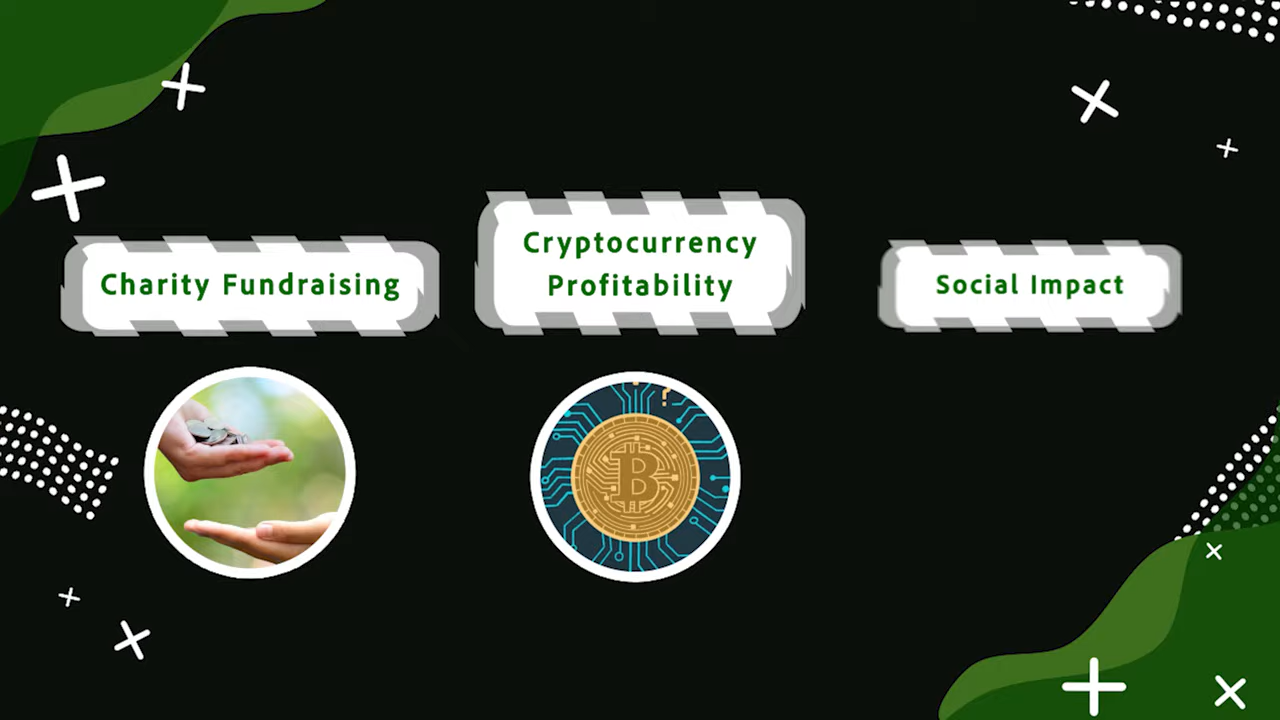 Charity Fundraising
Cryptocurrency
Profitability
Social Impact
?
B